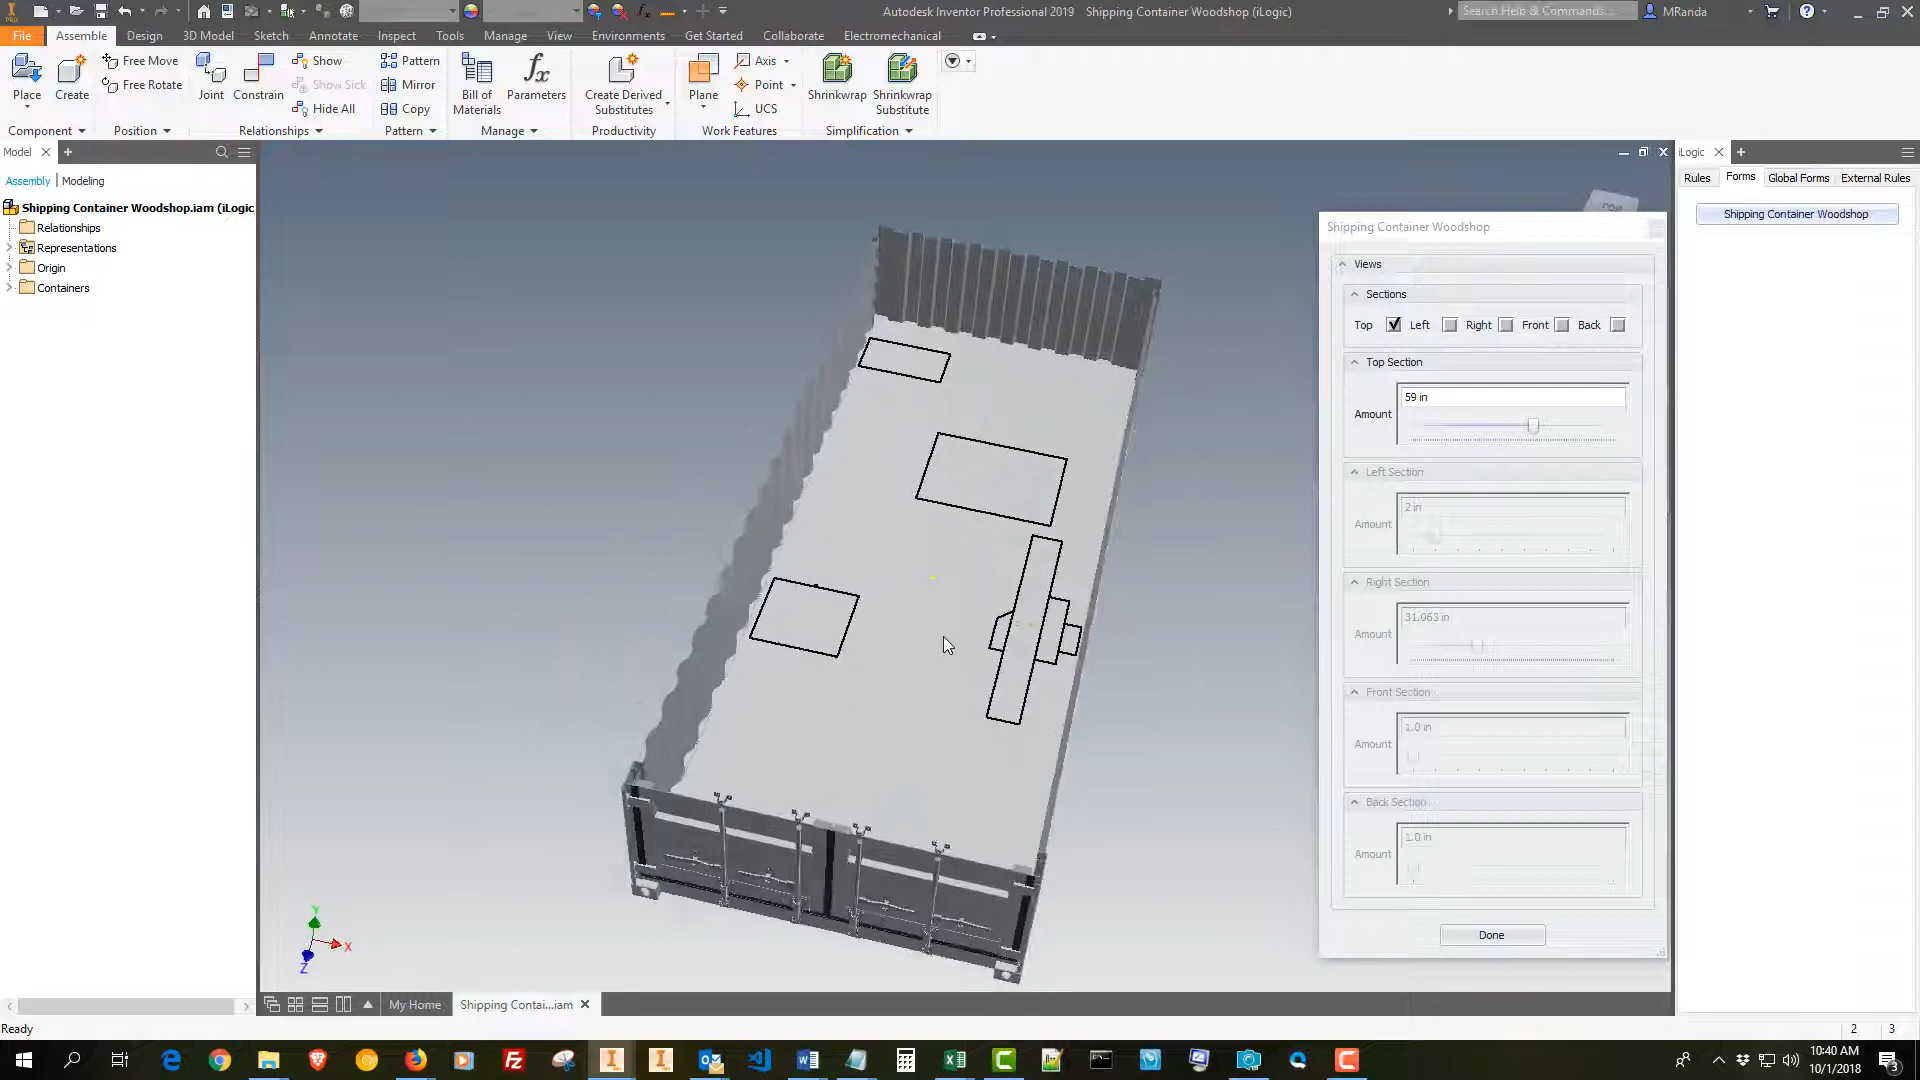 Autodesk Inventor Professional 2019 Shipping Container Woodshop (iLogic)
Search Help & Commands...
MRanda
File Assemble Design 3D Model Sketch Annotate Inspect Tools Manage View Environments Get Started Collaborate Electromechanical
Place
Create
Free Move
Free Rotate
Joint
Constrain
Show
Show Sick
Hide All
Pattern
Mirror
Copy
Bill of
Materials
Parameters
Create Derived
Substitutes
Plane
Axis
Point
UCS
Shrinkwrap
Shrinkwrap
Substitute
Component Position Relationships Pattern Manage Productivity Work Features Simplification
Model
Assembly Modeling
Shipping Container Woodshop.iam (iLogic
Relationships
Representations
Origin
Containers
iLogic
Rules Forms Global Forms External Rules
Shipping Container Woodshop
Shipping Container Woodshop
Views
Sections
Top Left Right Front Back
Top Section
59 in
Amount
Left Section
2 in
Amount
Right Section
31.063 in
Amount
Front Section
1.0 in
Amount
Back Section
1.0 in
Amount
Done
Y
X
Z
My Home
Shipping Contai...iam
Ready
2 3
10:40 AM
10/1/2018
3